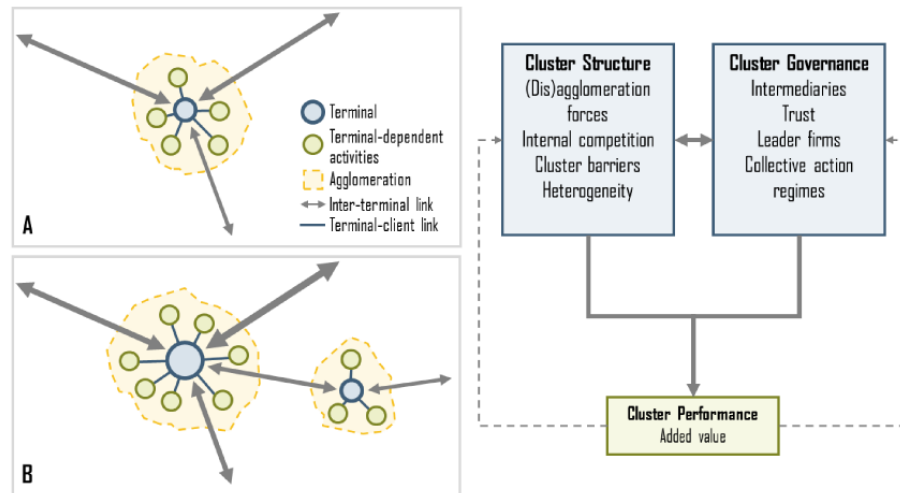 A
Terminal
Terminal-dependent
activities
Agglomeration
Inter-terminal link
Terminal-client link
B
Cluster Structure
(Dis)agglomeration
forces
Internal competition
Cluster barriers
Heterogeneity
Cluster Governance
Intermediaries
Trust
Leader firms
Collective action
regimes
Cluster Performance
Added value